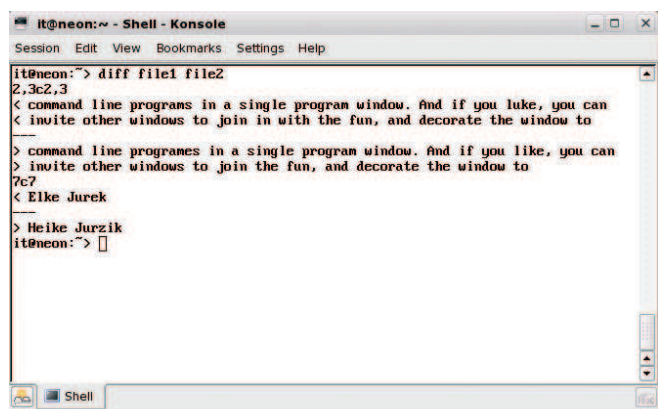 it@neon:~ - Shell - Konsole
Session Edit View Bookmarks Settings Help
it@neon:~> diff file1 file2
2,3c2,3
< command line programs in a single program window. And if you luke, you can
< invite other windows to join in with the fun, and decorate the window to
---
> command line programes in a single program window. And if you like, you can
> invite other windows to join the fun, and decorate the window to
7c7
< Elke Jurek
---
> Heike Jurzik
it@neon:~>
Shell